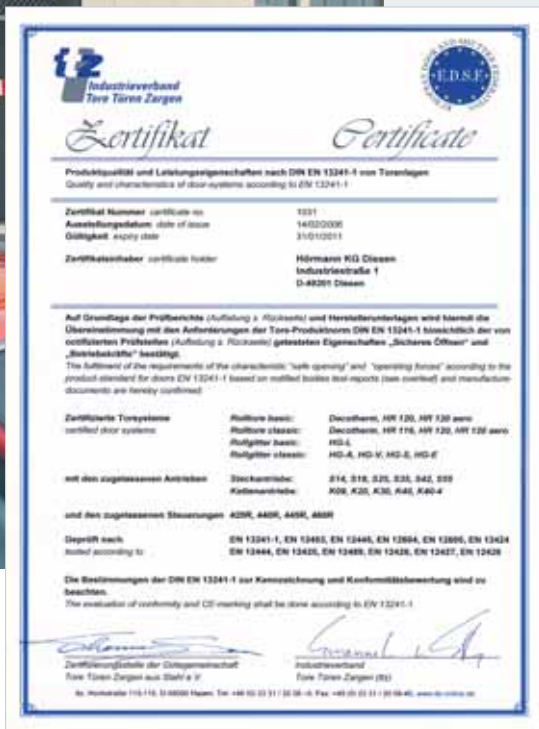 ttz
Industrieverband
Tore Türen Zargen
EUROPEAN DOOR AND SHUTTER FEDERATION
E.D.S.F.
Zertifikat Certificate
Produktqualität und Leistungseigenschaften nach DIN EN 13241-1 von Toranlagen
Quality and characteristics of door-systems according to EN 13241-1
Zertifikat Nummer certificate no. 1031
Ausstellungsdatum date of issue 14/02/2006
Gültigkeit expiry date 31/01/2011
Zertifikatsinhaber certificate holder Hörmann KG Dissen
Industriestraße 1
D-49201 Dissen
Auf Grundlage der Prüfberichte (Auflistung s. Rückseite) und Herstellerunterlagen wird hiermit die
Übereinstimmung mit den Anforderungen der Tore-Produktnorm DIN EN 13241-1 hinsichtlich der von
notifizierten Prüfstellen (Auflistung s. Rückseite) getesteten Eigenschaften „Sicheres Öffnen“ und
„Betriebskräfte“ bestätigt.
The fulfilment of the requirements of the characteristic "safe opening" and "operating forces" according to the
product-standard for doors EN 13241-1 based on notified bodies test-reports (see overleaf) and manufacture
documents are hereby confirmed.
Zertifizierte Torsysteme Rolltore basic: Decotherm, HR 120, HR 120 aero
certified door systems Rolltore classic: Decotherm, HR 116, HR 120, HR 120 aero
Rollgitter basic: HG-L
Rollgitter classic: HG-A, HG-V, HG-S, HG-E
mit den zugelassenen Antrieben Steckantriebe: S14, S18, S25, S35, S42, S55
Kettenantriebe: K09, K20, K30, K40, K40-4
und den zugelassenen Steuerungen 420R, 440R, 445R, 460R
Geprüft nach EN 13241-1, EN 12453, EN 12445, EN 12604, EN 12605, EN 12424
tested according to EN 12444, EN 12425, EN 12489, EN 12426, EN 12427, EN 12428
Die Bestimmungen der DIN EN 13241-1 zur Kennzeichnung und Konformitätsbewertung sind zu
beachten.
The evaluation of conformity and CE-marking shall be done according to EN 13241-1.
Zertifizierungsstelle der Gütegemeinschaft Industrieverband
Tore Türen Zargen aus Stahl e.V. Tore Türen Zargen (ttz)